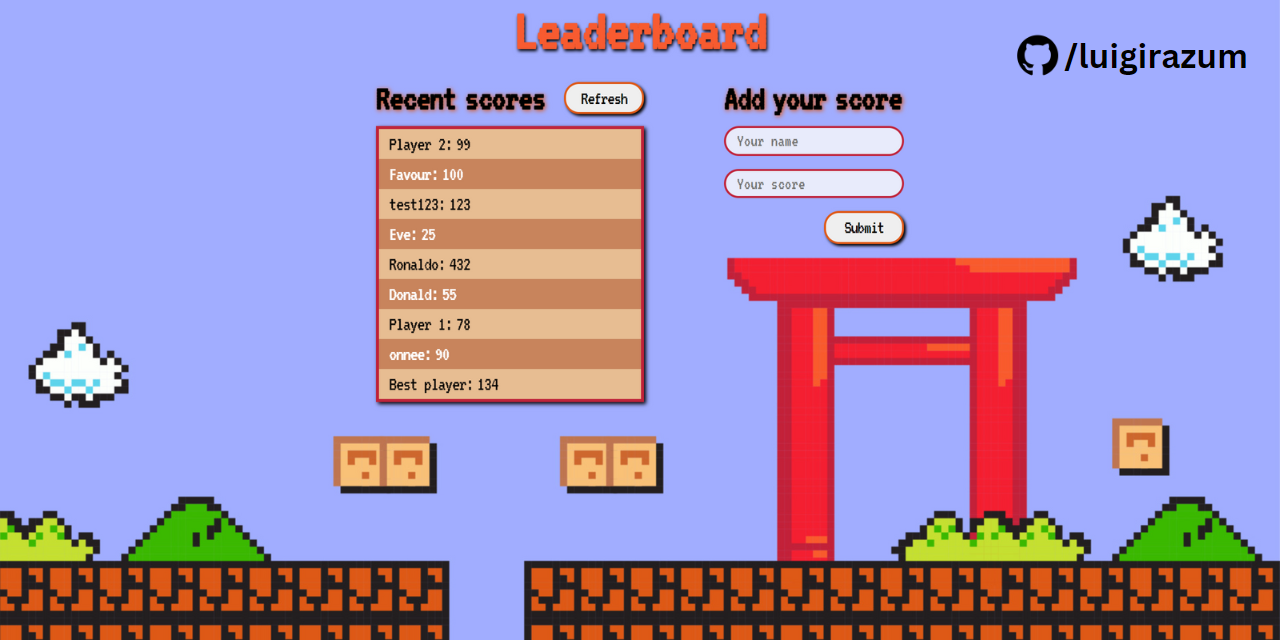 Leaderboard
/luigirazum
Recent scores
Refresh
Player 2: 99
Favour: 100
test123: 123
Eve: 25
Ronaldo: 432
Donald: 55
Player 1: 78
onnee: 90
Best player: 134
Add your score
Your name
Your score
Submit